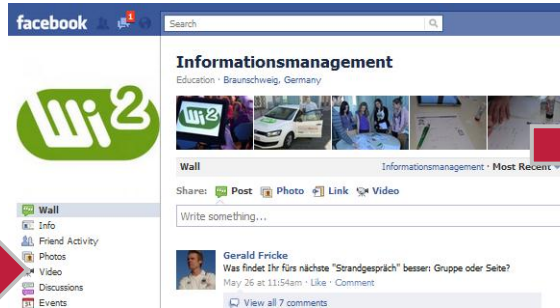 facebook
1
Search
Wi2
Informationsmanagement
Education · Braunschweig, Germany
Wi2
Wall
Informationsmanagement · Most Recent
Share: Post Photo Link Video
Write something...
Wall
Info
Friend Activity
Photos
Video
Discussions
Events
Gerald Fricke
Was findet Ihr fürs nächste "Strandgespräch" besser: Gruppe oder Seite?
May 26 at 11:54am · Like · Comment
View all 7 comments